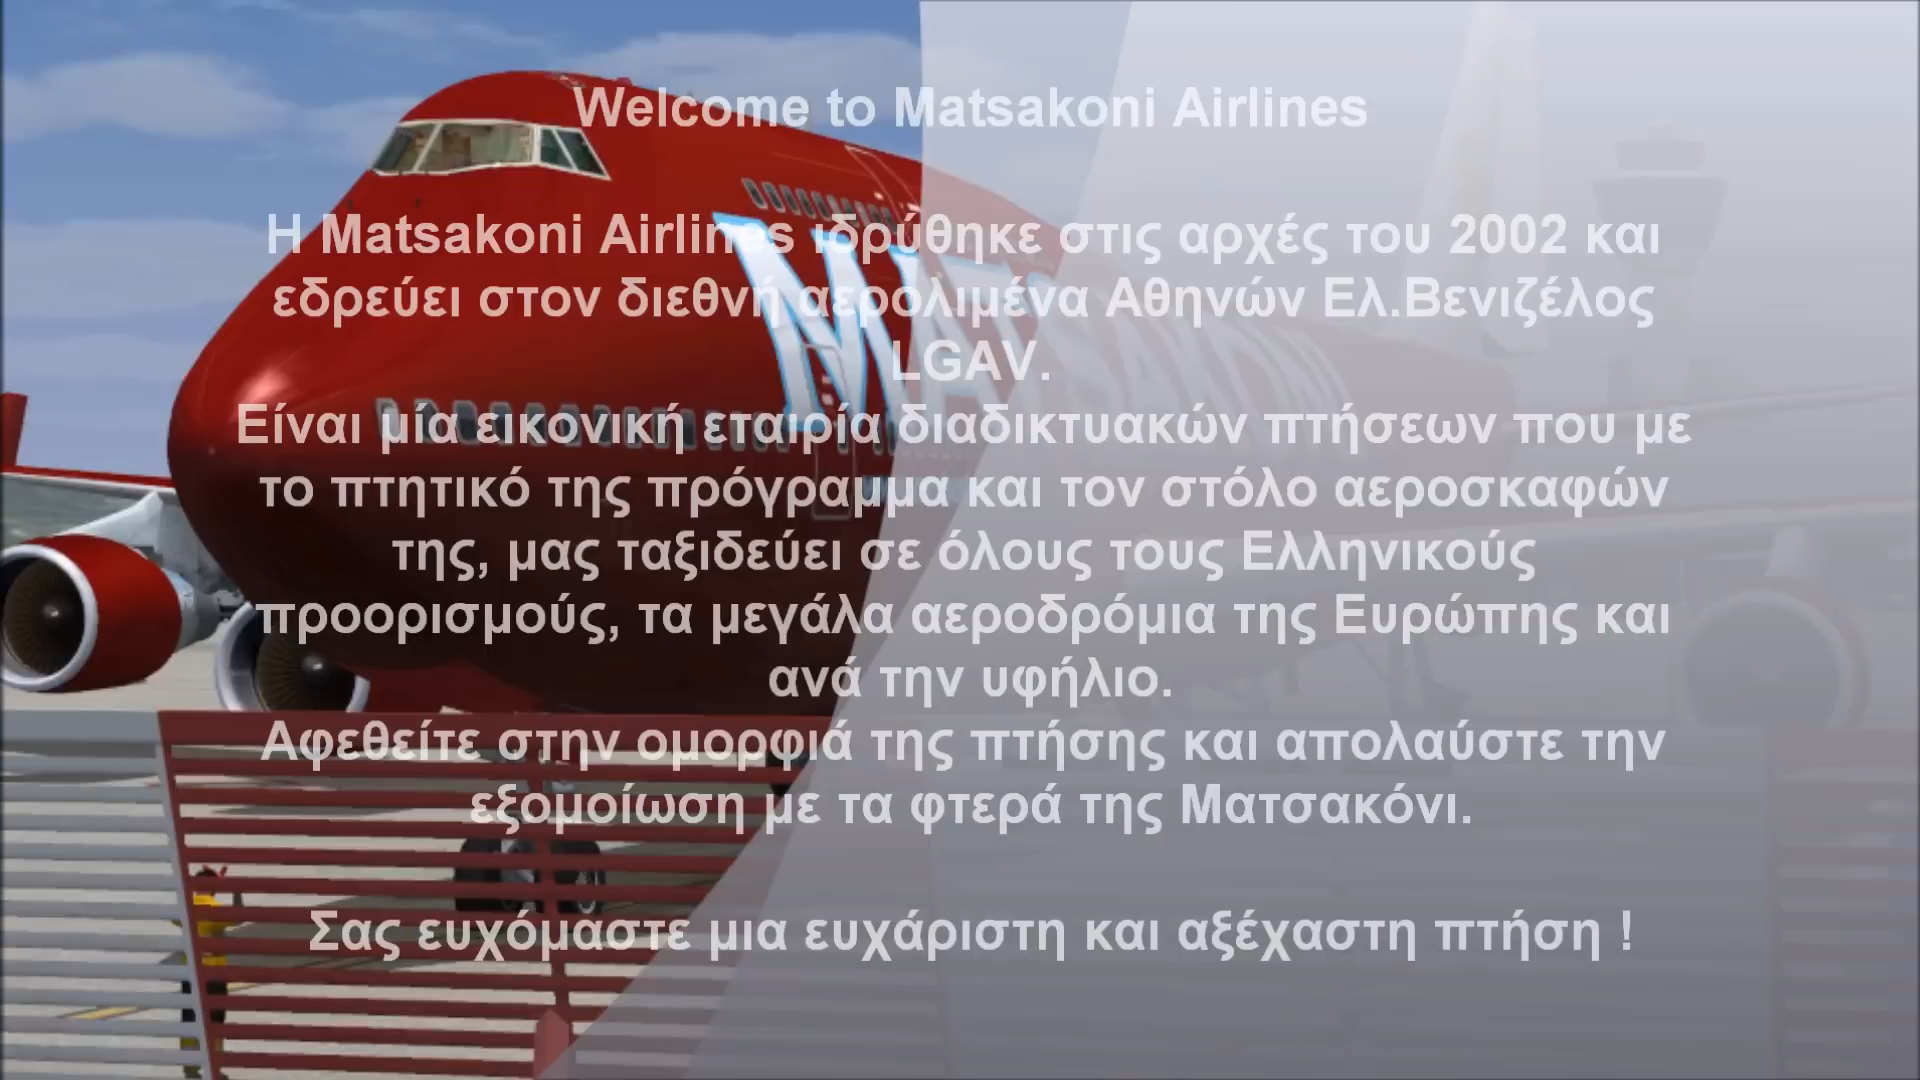 Welcome to Matsakoni Airlines
Η Matsakoni Airlines ιδρύθηκε στις αρχές του 2002 και
εδρεύει στον διεθνή αερολιμένα Αθηνών Ελ.Βενιζέλος
LGAV.
Είναι μία εικονική εταιρία διαδικτυακών πτήσεων που με
το πτητικό της πρόγραμμα και τον στόλο αεροσκαφών
της, μας ταξιδεύει σε όλους τους Ελληνικούς
προορισμούς, τα μεγάλα αεροδρόμια της Ευρώπης και
ανά την υφήλιο.
Αφεθείτε στην ομορφιά της πτήσης και απολαύστε την
εξομοίωση με τα φτερά της Ματσακόνι.
Σας ευχόμαστε μια ευχάριστη και αξέχαστη πτήση !
MATSAKONI